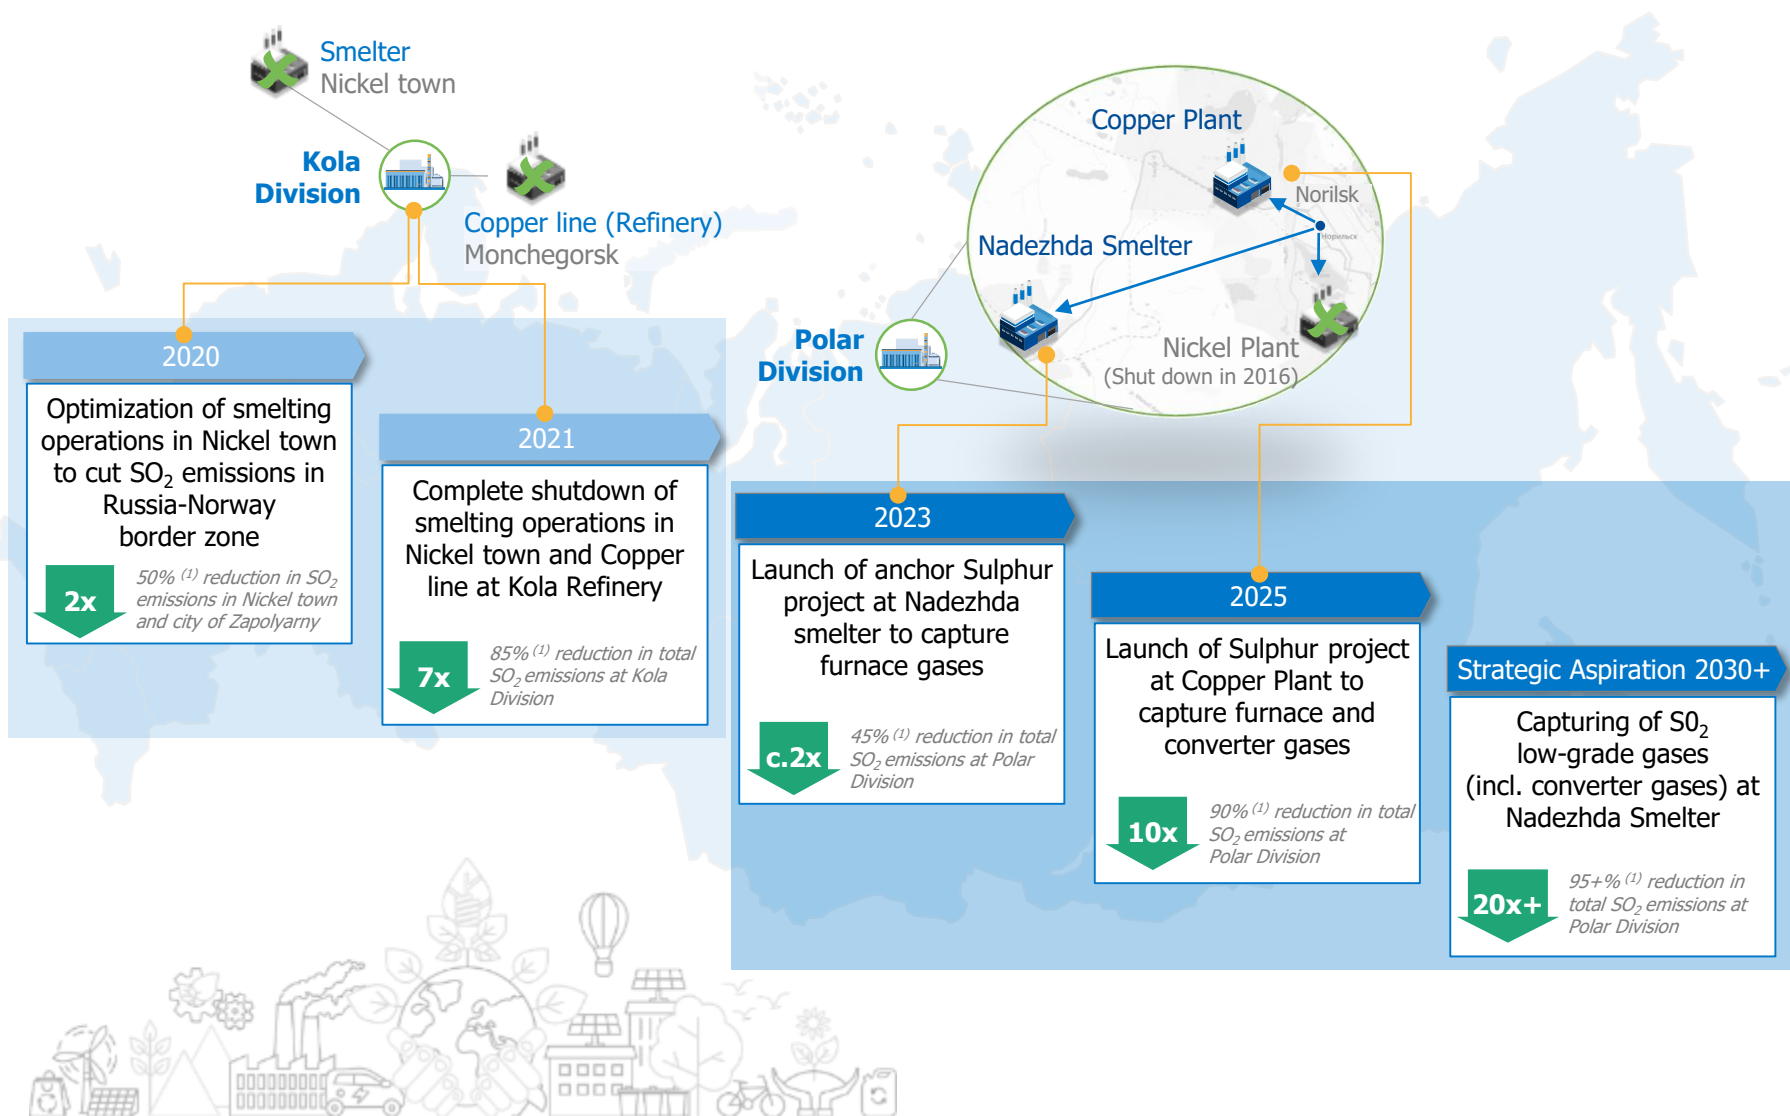 Smelter
Nickel town
Kola
Division
Copper line (Refinery)
Monchegorsk
Copper Plant
Norilsk
Норильск
Nadezhda Smelter
Polar
Division
Nickel Plant
(Shut down in 2016)
2020
Optimization of smelting
operations in Nickel town
to cut SO₂ emissions in
Russia-Norway
border zone
2x
50% (1) reduction in SO₂
emissions in Nickel town
and city of Zapolyarny
2021
Complete shutdown of
smelting operations in
Nickel town and Copper
line at Kola Refinery
7x
85% (1) reduction in total
SO₂ emissions at Kola
Division
2023
Launch of anchor Sulphur
project at Nadezhda
smelter to capture
furnace gases
c.2x
45% (1) reduction in total
SO₂ emissions at Polar
Division
2025
Launch of Sulphur project
at Copper Plant to
capture furnace and
converter gases
10x
90% (1) reduction in total
SO₂ emissions at
Polar Division
Strategic Aspiration 2030+
Capturing of S0₂
low-grade gases
(incl. converter gases) at
Nadezhda Smelter
20x+
95+% (1) reduction in
total SO₂ emissions at
Polar Division